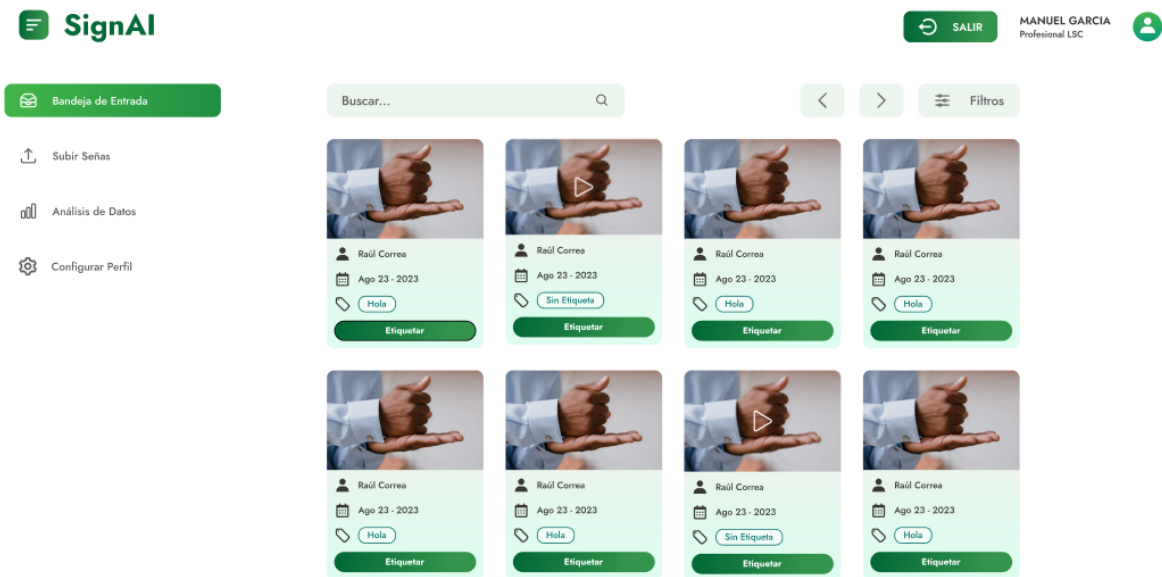 SignAI
SALIR
MANUEL GARCIA
Profesional LSC
Bandeja de Entrada
Subir Señas
Análisis de Datos
Configurar Perfil
Buscar...
Filtros
Raúl Correa
Ago 23 - 2023
Hola
Etiquetar
Raúl Correa
Ago 23 - 2023
Sin Etiqueta
Etiquetar
Raúl Correa
Ago 23 - 2023
Hola
Etiquetar
Raúl Correa
Ago 23 - 2023
Hola
Etiquetar
Raúl Correa
Ago 23 - 2023
Hola
Etiquetar
Raúl Correa
Ago 23 - 2023
Hola
Etiquetar
Raúl Correa
Ago 23 - 2023
Sin Etiqueta
Etiquetar
Raúl Correa
Ago 23 - 2023
Hola
Etiquetar